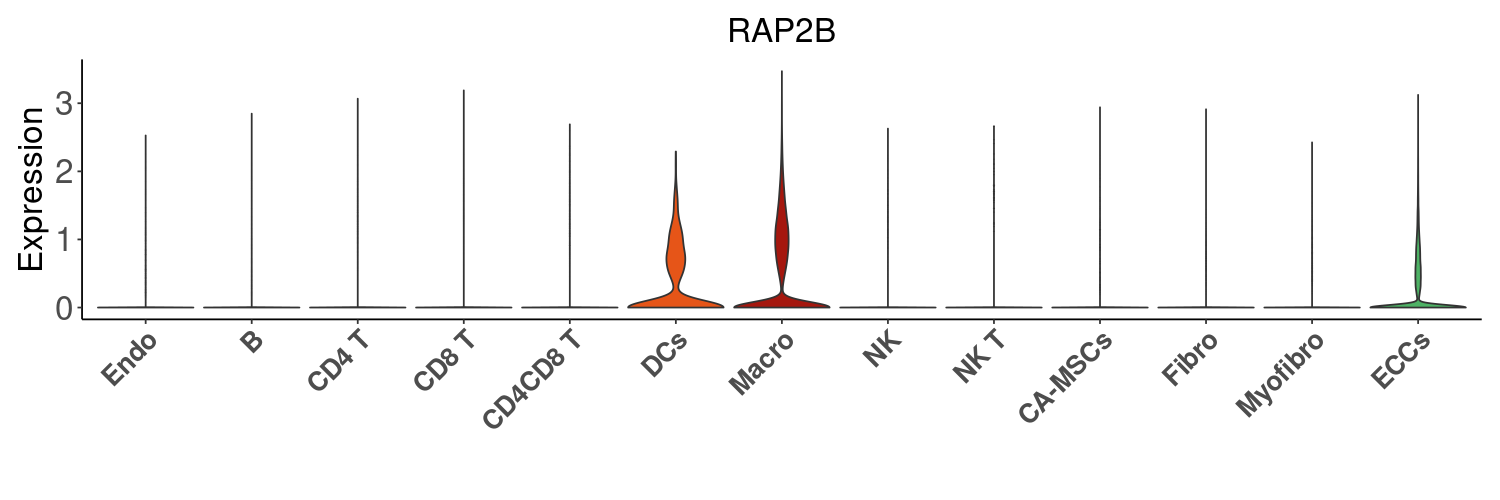 RAP2B
Expression
3
2
1
0
Endo
B
CD4 T
CD8 T
CD4CD8 T
DCs
Macro
NK
NK T
CA-MSCs
Fibro
Myofibro
ECCs